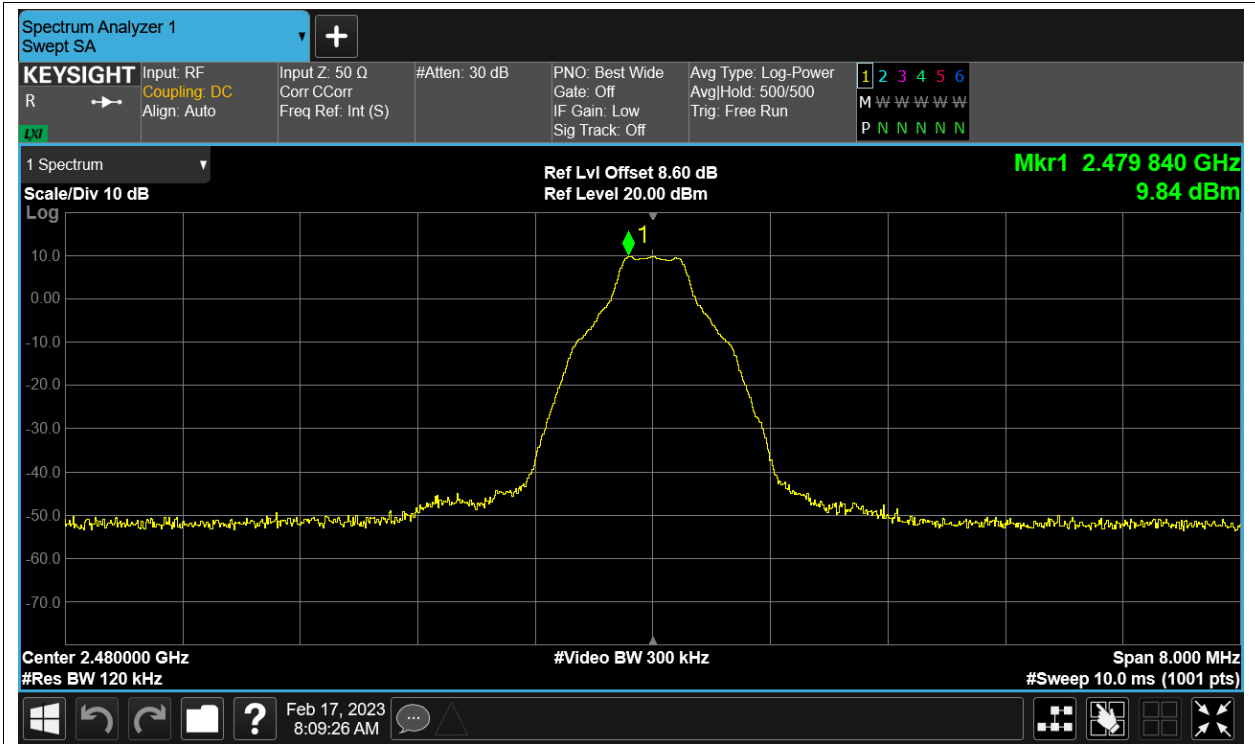 Spectrum Analyzer 1
Swept SA
KEYSIGHT
R
LXI
Input: RF
Coupling: DC
Align: Auto
Input Z: 50 Ω
Corr CCorr
Freq Ref: Int (S)
#Atten: 30 dB
PNO: Best Wide
Gate: Off
IF Gain: Low
Sig Track: Off
Avg Type: Log-Power
Avg|Hold: 500/500
Trig: Free Run
1 2 3 4 5 6
M W W W W W
P N N N N N
1 Spectrum
Scale/Div 10 dB
Ref Lvl Offset 8.60 dB
Ref Level 20.00 dBm
Mkr1 2.479 840 GHz
9.84 dBm
Log
1
10.0
0.00
-10.0
-20.0
-30.0
-40.0
-50.0
-60.0
-70.0
Center 2.480000 GHz
#Video BW 300 kHz
Span 8.000 MHz
#Res BW 120 kHz
#Sweep 10.0 ms (1001 pts)
?
Feb 17, 2023
8:09:26 AM